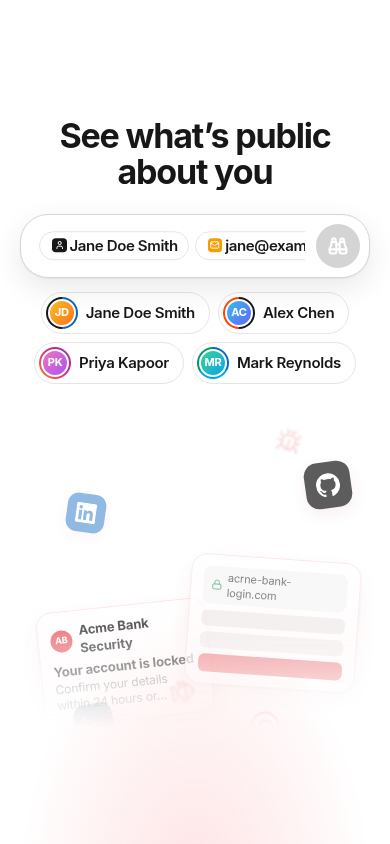 See what’s public
about you
Jane Doe Smith
jane@exam
JD Jane Doe Smith
AC Alex Chen
PK Priya Kapoor
MR Mark Reynolds
in
acrne-bank-
login.com
AB
Acme Bank
Security
Your account is locked
Confirm your details
within 24 hours or...